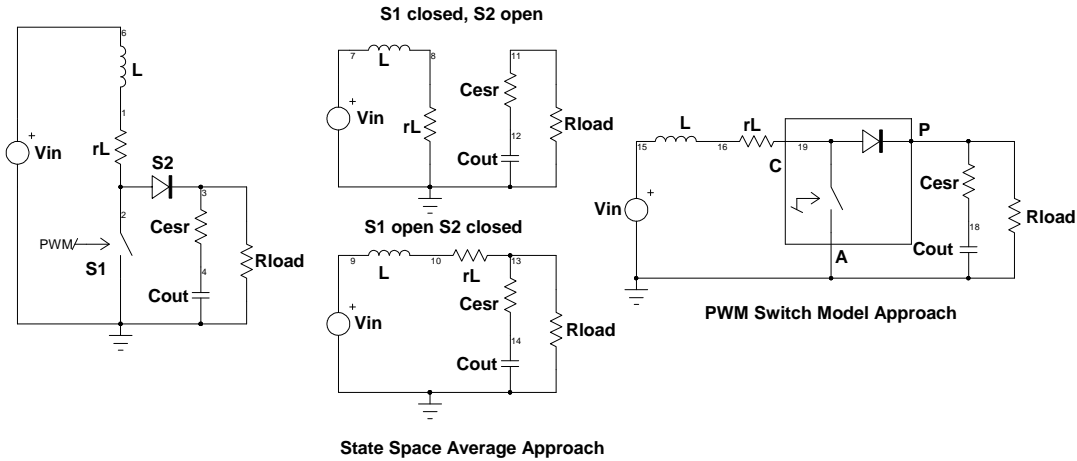 6
L
1
rL
Vin
+
S2
3
2
Cesr
PWM
S1
4
Cout
Rload
S1 closed, S2 open
7
L
8
11
+
Vin
rL
Cesr
12
Cout
Rload
S1 open S2 closed
9
L
10
rL
13
+
Vin
Cesr
14
Cout
Rload
State Space Average Approach
15
L
16
rL
19
C
P
+
Vin
A
Cesr
18
Cout
Rload
PWM Switch Model Approach